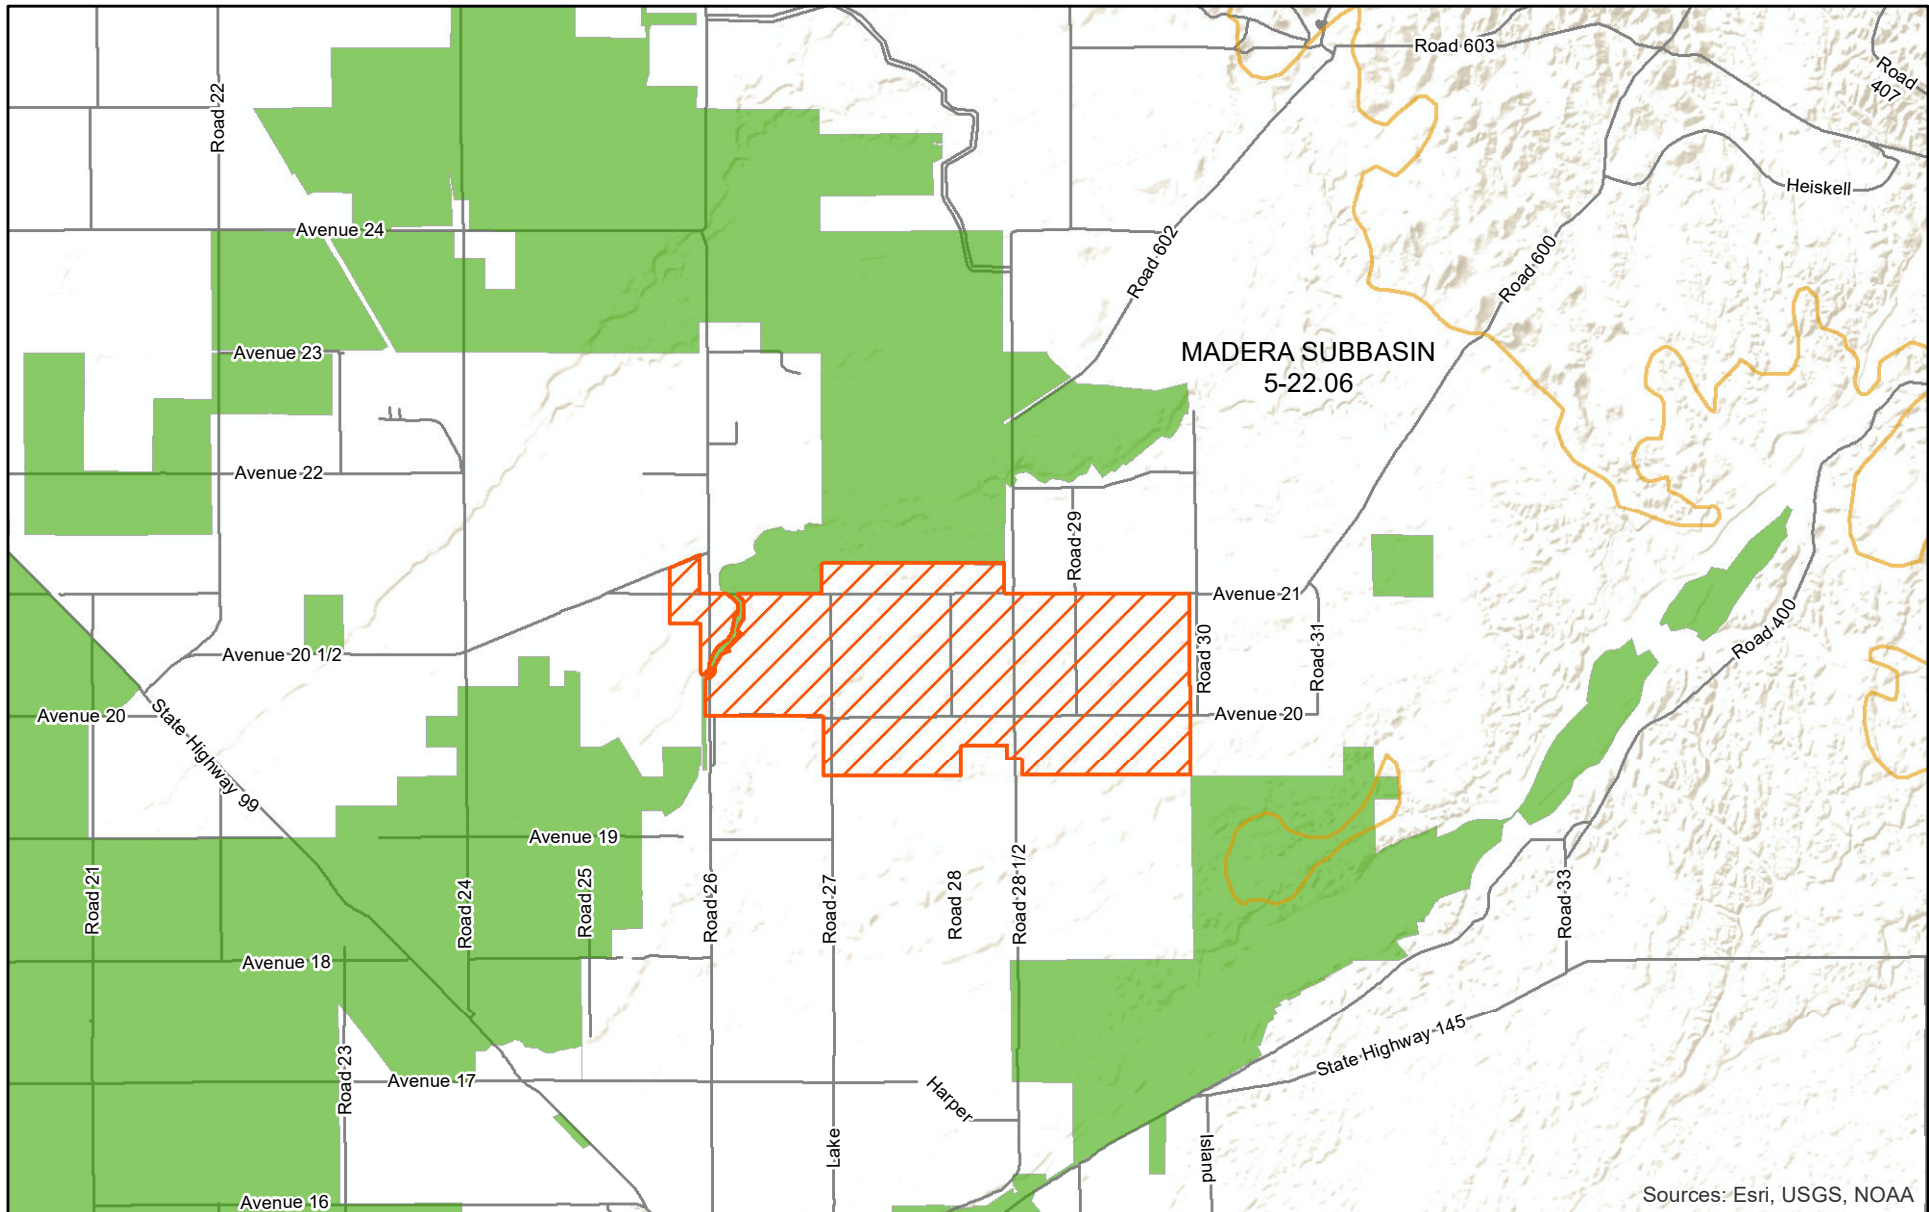 Road 603
Road
407
Road 22
Heiskell
Avenue 24
Road 602
Road 600
MADERA SUBBASIN
5-22.06
Avenue 23
Avenue 22
Road 29
Avenue 21
Road 400
Avenue 20 1/2
Road 30
Road 31
Avenue 20
Avenue 20
State Highway 99
Avenue 19
Road 21
Road 24
Road 25
Road 26
Road 27
Road 28
Road 28 1/2
Road 33
Avenue 18
State Highway 145
Road 23
Avenue 17
Harper
Lake
Island
Avenue 16
Sources: Esri, USGS, NOAA